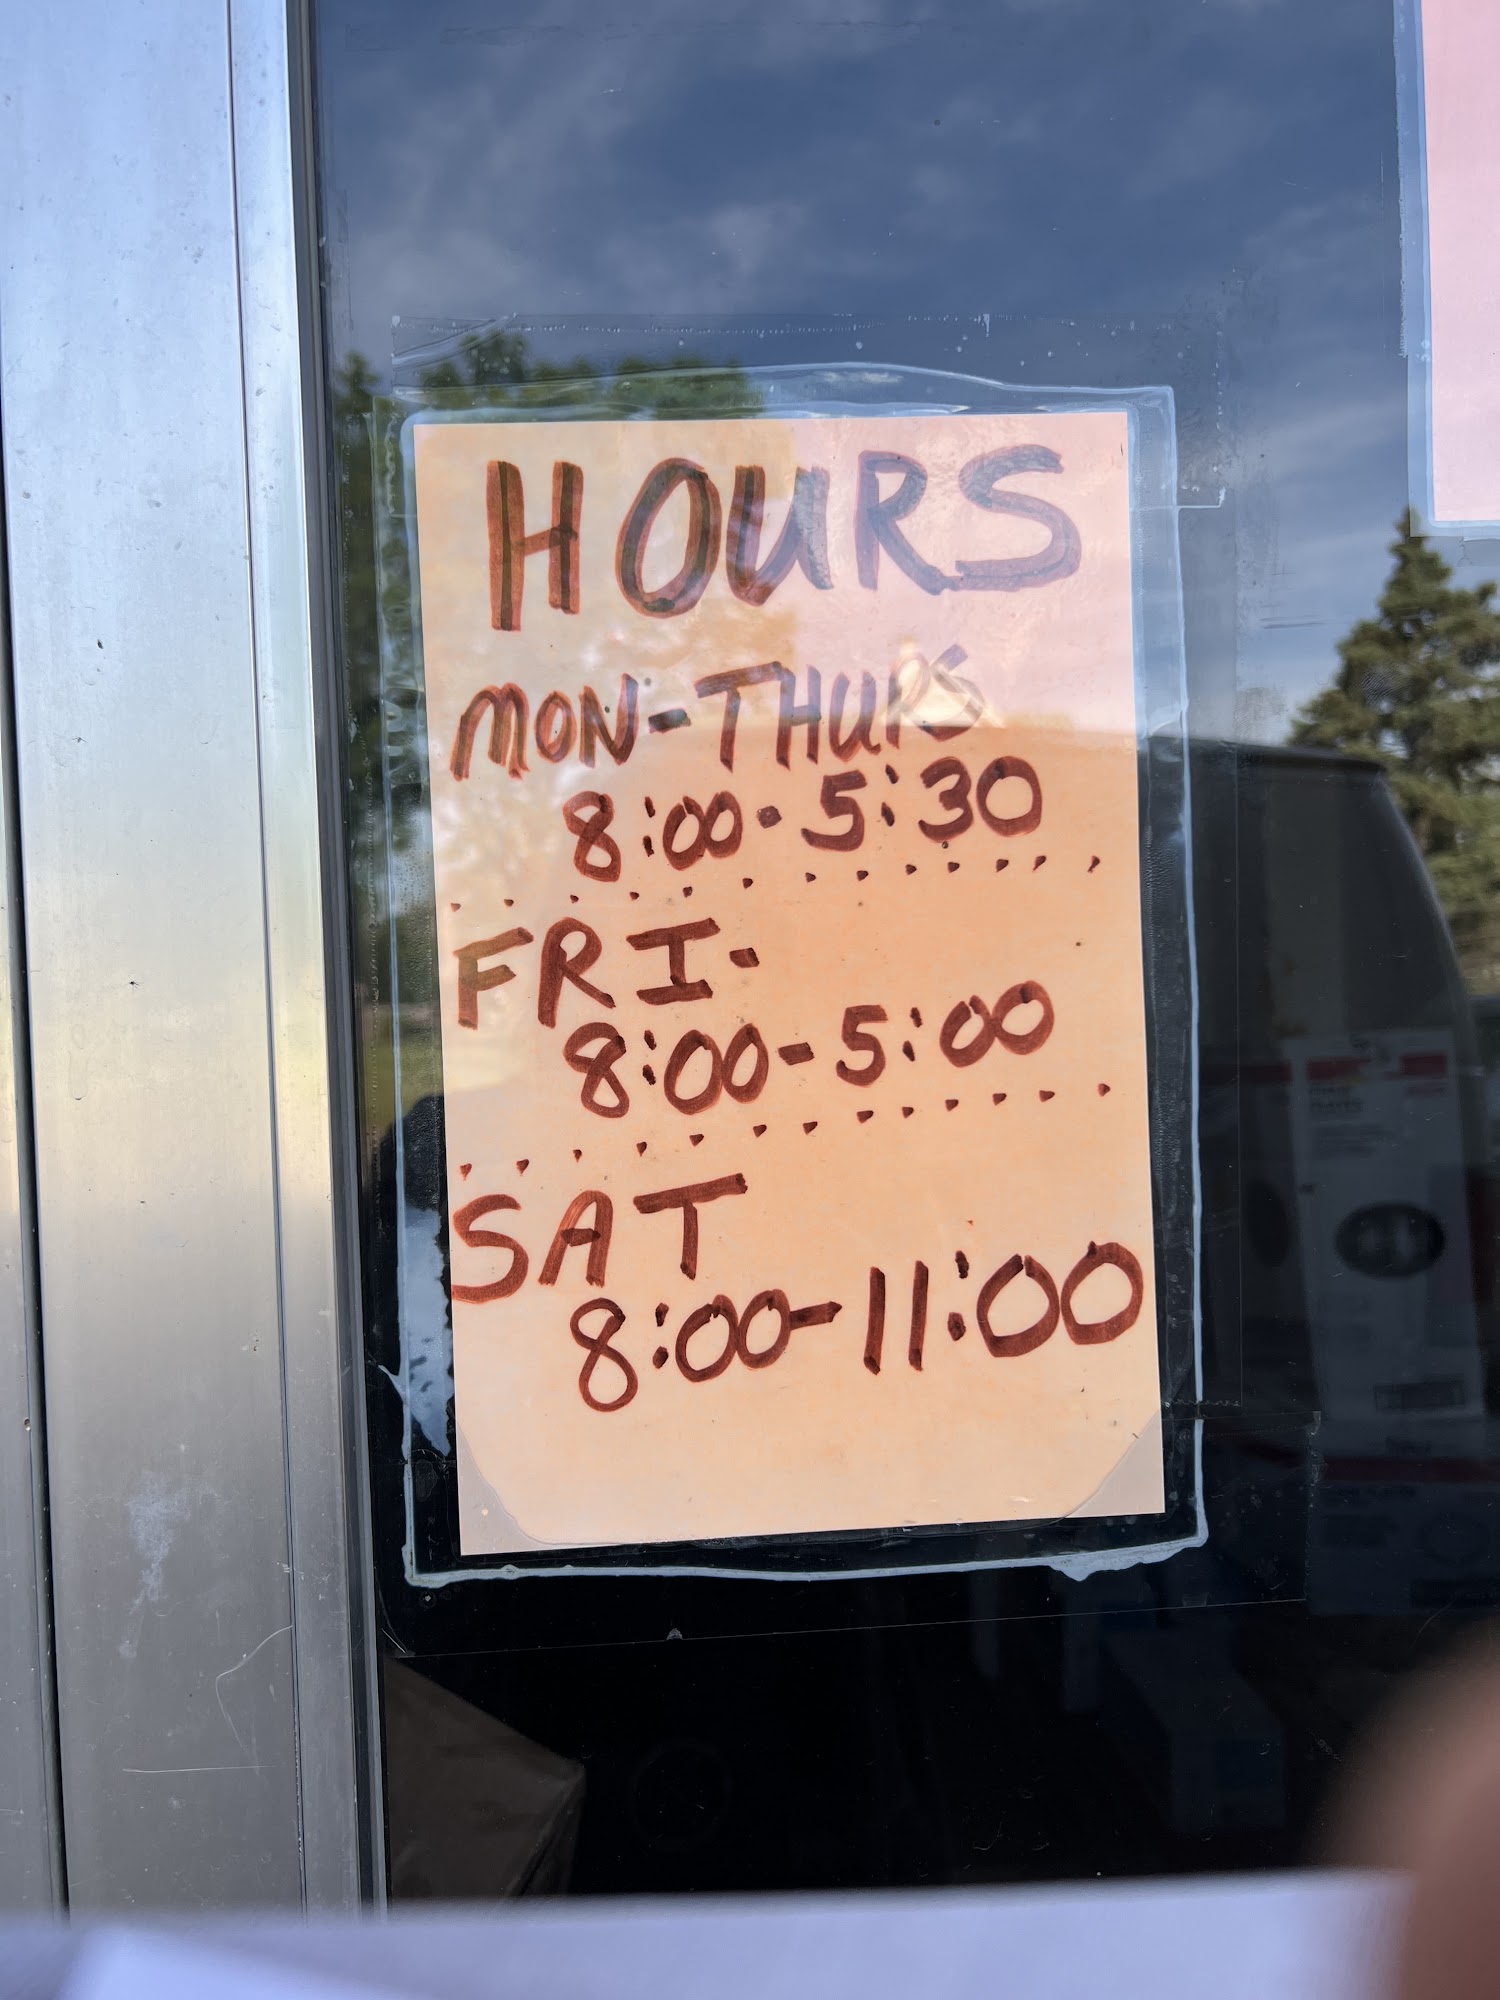 HOURS
MON-THURS
8:00-5:30
FRI-
8:00-5:00
SAT
8:00-11:00